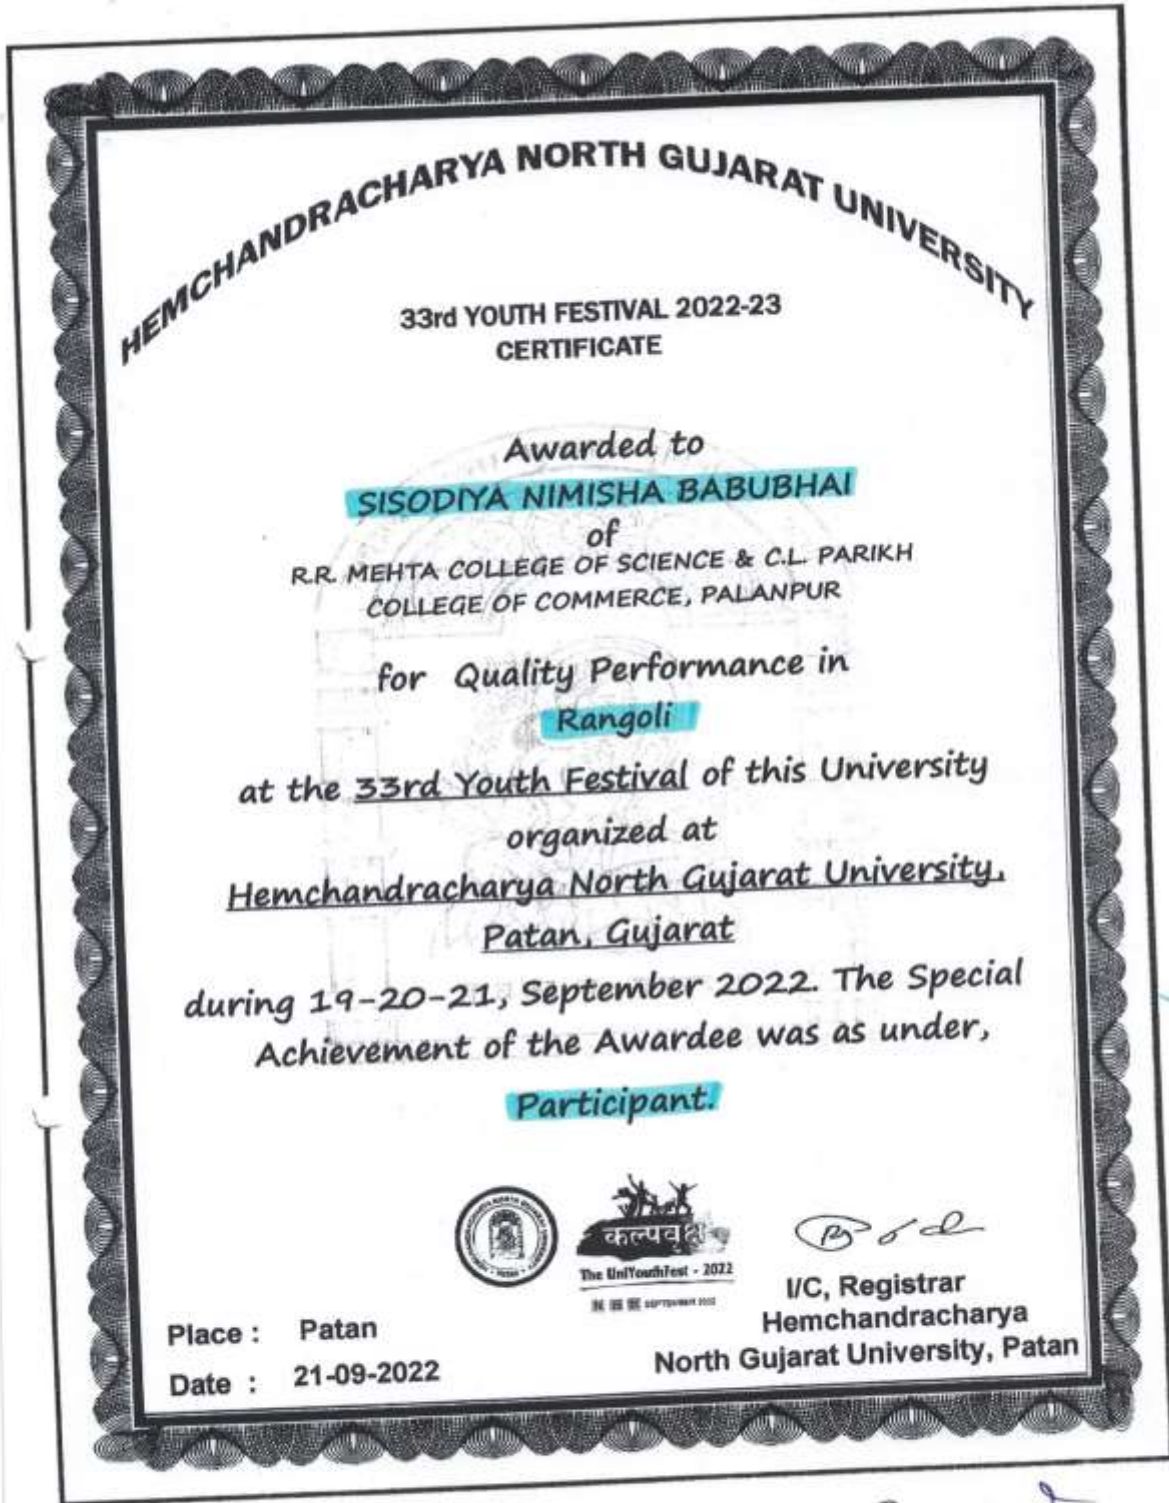 HEMCHANDRACHARYA NORTH GUJARAT UNIVERSITY
33rd YOUTH FESTIVAL 2022-23
CERTIFICATE
Awarded to
SISODIYA NIMISHA BABUBHAI
of
R.R. MEHTA COLLEGE OF SCIENCE & C.L. PARIKH
COLLEGE OF COMMERCE, PALANPUR
for Quality Performance in
Rangoli
at the 33rd Youth Festival of this University
organized at
Hemchandracharya North Gujarat University,
Patan, Gujarat
during 19-20-21, September 2022. The Special
Achievement of the Awardee was as under,
Participant.
कल्पवृक्ष
The UniYouthFest - 2022
SEPTEMBER 2022
I/C, Registrar
Hemchandracharya
North Gujarat University, Patan
Place : Patan
Date : 21-09-2022